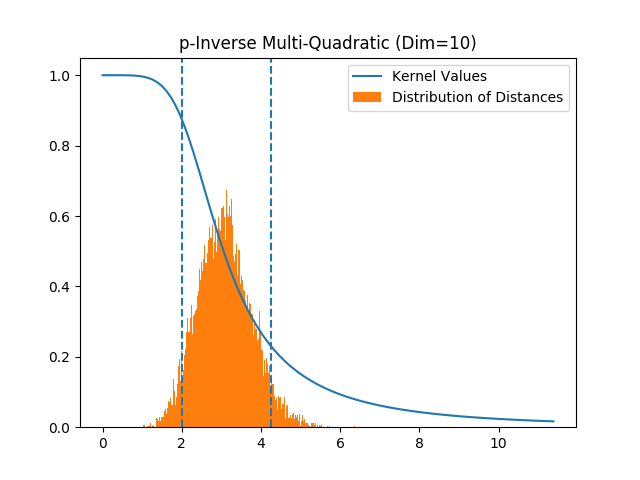 p-Inverse Multi-Quadratic (Dim=10)
Kernel Values
Distribution of Distances
1.0
0.8
0.6
0.4
0.2
0.0
0 2 4 6 8 10